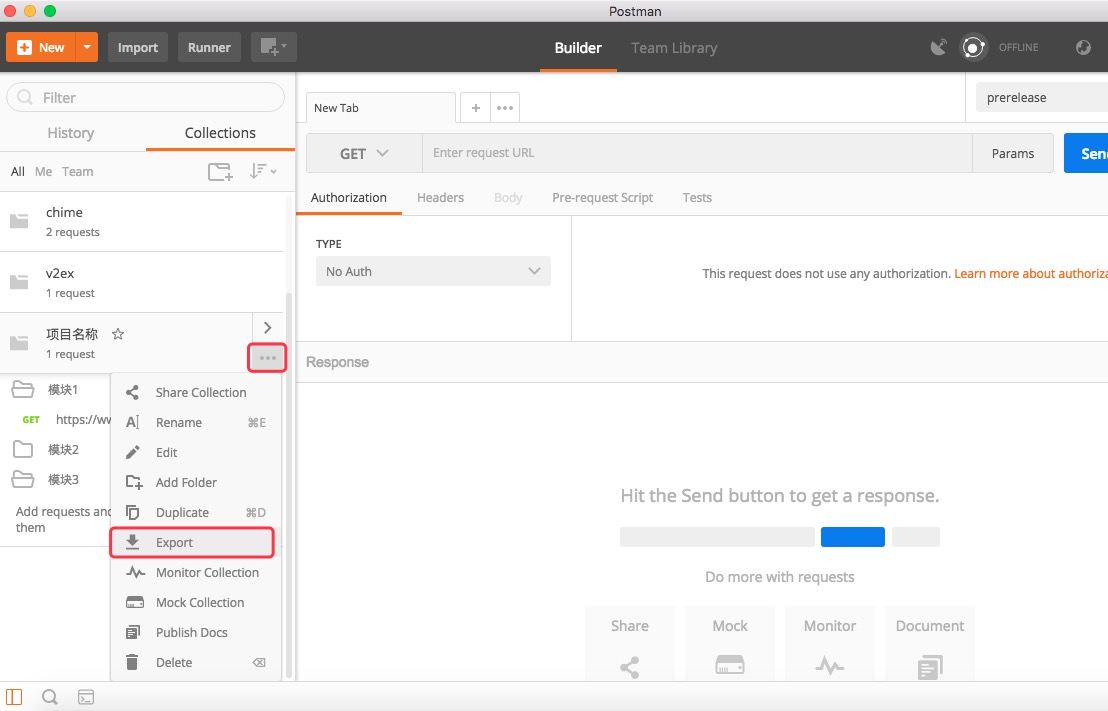 Postman
New
Import
Runner
Builder
Team Library
OFFLINE
Filter
History
Collections
All Me Team
chime
2 requests
v2ex
1 request
项目名称
1 request
模块1
GET https://ww
模块2
模块3
Add requests and
them
Share Collection
Rename ⌘E
Edit
Add Folder
Duplicate ⌘D
Export
Monitor Collection
Mock Collection
Publish Docs
Delete
New Tab
prerelease
GET
Enter request URL
Params
Sen
Authorization
Headers
Body
Pre-request Script
Tests
TYPE
No Auth
This request does not use any authorization. Learn more about authoriza
Response
Hit the Send button to get a response.
Do more with requests
Share
Mock
Monitor
Document